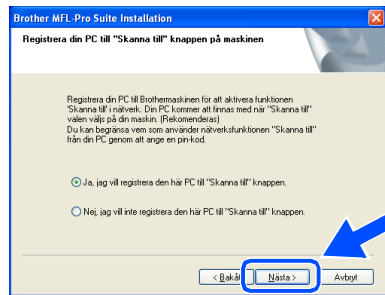 Brother MFL-Pro Suite Installation
Registrera din PC till "Skanna till" knappen på maskinen
Registrera din PC till Brothermaskinen för att aktivera funktionen
'Skanna till' i nätverk. Din PC kommer att finnas med när "Skanna till"
valen väljs på din maskin. (Rekomenderas)
Du kan begränsa vem som använder nätverksfunktionen "Skanna till"
från din PC genom att ange en pin-kod.
Ja, jag vill registrera den här PC till "Skanna till" knappen.
Nej, jag vill inte registrera den här PC till "Skanna till" knappen.
< Bakåt Nästa > Avbryt